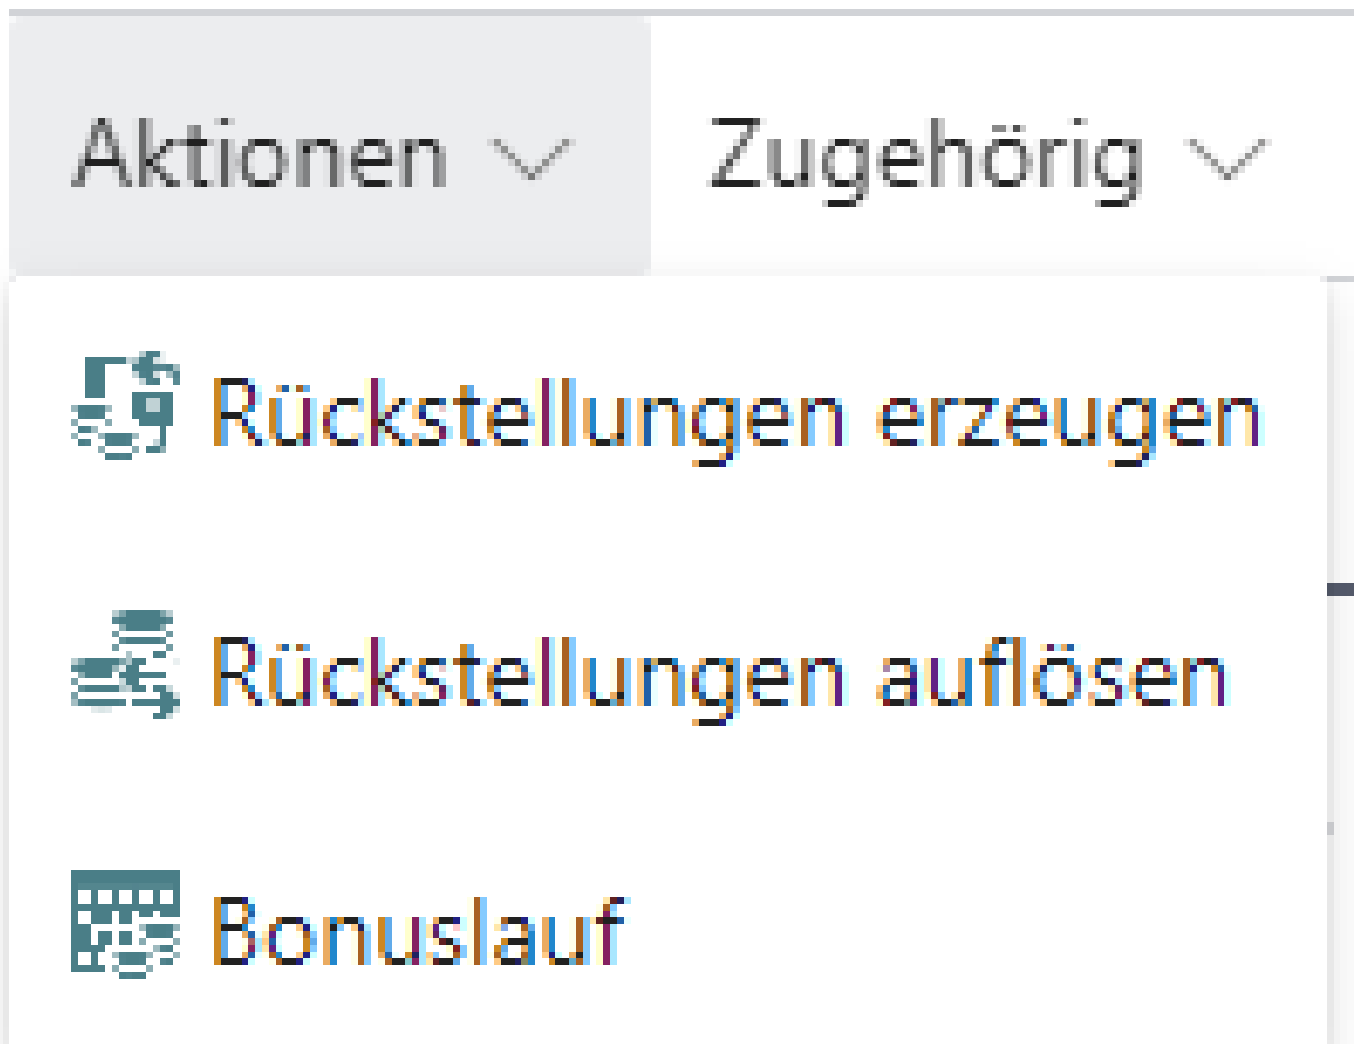 Aktionen Zugehörig
Rückstellungen erzeugen
Rückstellungen auflösen
Bonuslauf